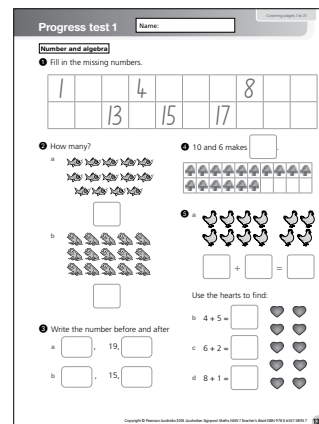 Covering pages 1 to 31
Progress test 1
Name:
Number and algebra
1 Fill in the missing numbers.
1 4 8
13 15 17
2 How many?
a
b
3 Write the number before and after
a , 19,
b , 15,
4 10 and 6 makes .
5 a
+ =
Use the hearts to find:
b 4 + 5 =
c 6 + 2 =
d 8 + 1 =